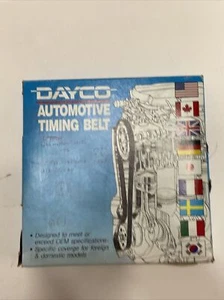 DAYCO
AUTOMOTIVE
TIMING BELT
• Designed to meet or
exceed OEM specifications.
• Specific coverage for foreign
& domestic models